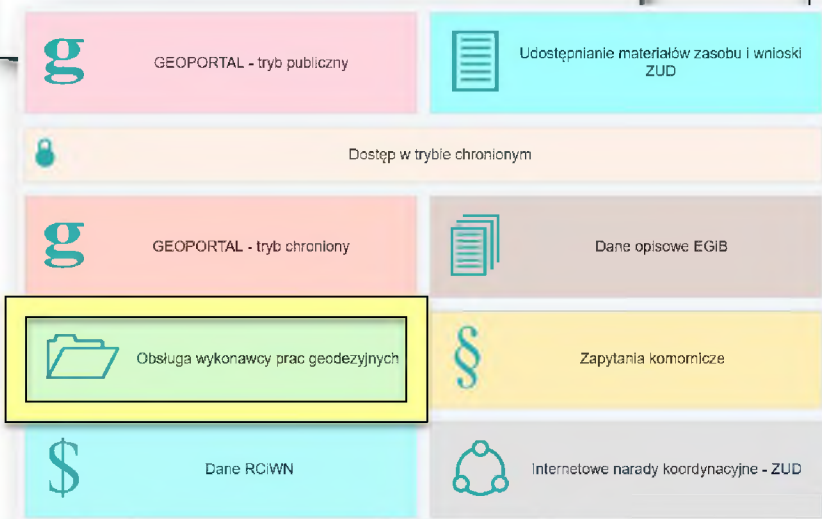 g
GEOPORTAL - tryb publiczny
Udostępnianie materiałów zasobu i wnioski
ZUD
Dostęp w trybie chronionym
g
GEOPORTAL - tryb chroniony
Dane opisowe EGiB
Obsługa wykonawcy prac geodezyjnych
§
Zapytania komornicze
$
Dane RCiWN
Internetowe narady koordynacyjne - ZUD